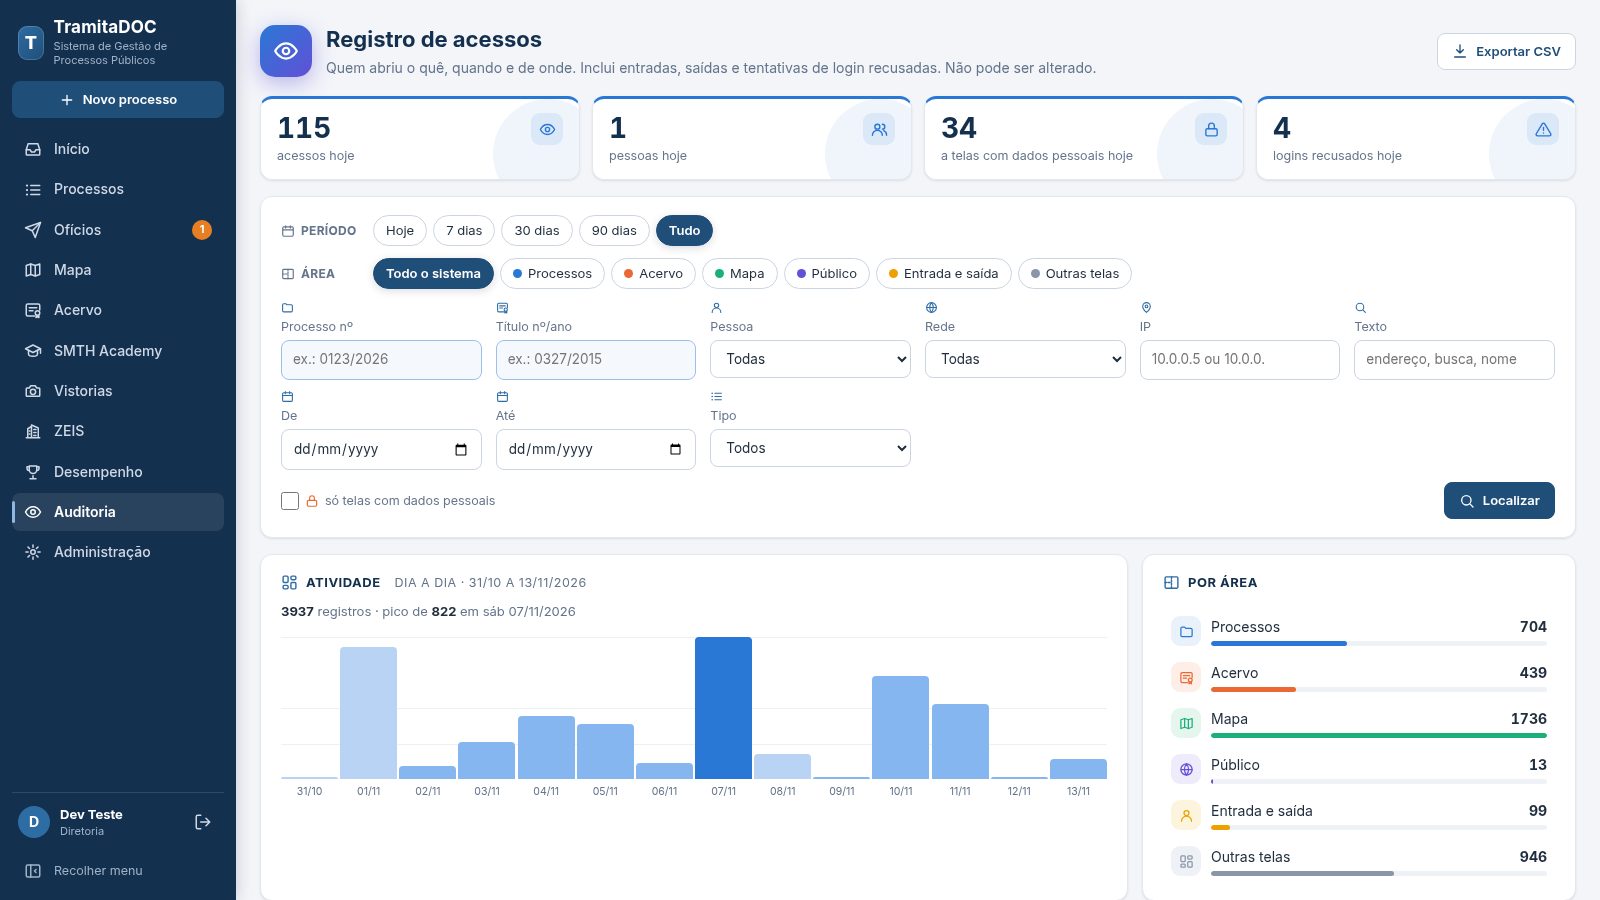 T
TramitaDOC
Sistema de Gestão de
Processos Públicos
Novo processo
Início
Processos
Ofícios
1
Mapa
Acervo
SMTH Academy
Vistorias
ZEIS
Desempenho
Auditoria
Administração
D
Dev Teste
Diretoria
Recolher menu
Registro de acessos
Quem abriu o quê, quando e de onde. Inclui entradas, saídas e tentativas de login recusadas. Não pode ser alterado.
Exportar CSV
115
acessos hoje
1
pessoas hoje
34
a telas com dados pessoais hoje
4
logins recusados hoje
PERÍODO Hoje 7 dias 30 dias 90 dias Tudo
ÁREA Todo o sistema Processos Acervo Mapa Público Entrada e saída Outras telas
Processo nº Título nº/ano Pessoa Rede IP Texto
ex.: 0123/2026 ex.: 0327/2015 Todas Todas 10.0.0.5 ou 10.0.0. endereço, busca, nome
De Até Tipo
dd/mm/yyyy dd/mm/yyyy Todos
só telas com dados pessoais
Localizar
ATIVIDADE DIA A DIA · 31/10 A 13/11/2026
3937 registros · pico de 822 em sáb 07/11/2026
31/10 01/11 02/11 03/11 04/11 05/11 06/11 07/11 08/11 09/11 10/11 11/11 12/11 13/11
POR ÁREA
Processos 704
Acervo 439
Mapa 1736
Público 13
Entrada e saída 99
Outras telas 946